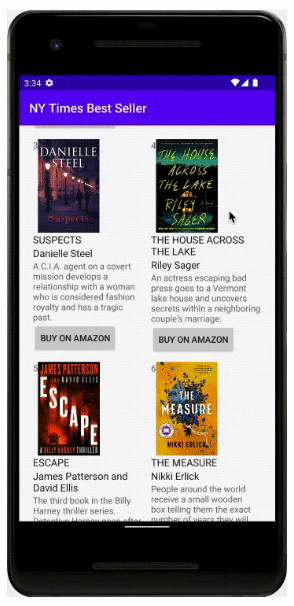 3:34
NY Times Best Seller
3
DANIELLE
STEEL
SUSPECTS
Danielle Steel
A C.I.A. agent on a covert
mission develops a
relationship with a woman
who is considered fashion
royalty and has a tragic
past.
BUY ON AMAZON
4
THE HOUSE
ACROSS
THE LAKE
RILEY
SAGER
THE HOUSE ACROSS
THE LAKE
Riley Sager
An actress escaping bad
press goes to a Vermont
lake house and uncovers
secrets within a neighboring
couple's marriage.
BUY ON AMAZON
5
JAMES PATTERSON
AND DAVID ELLIS
ESCAPE
A BILLY HARNEY THRILLER
ESCAPE
James Patterson and
David Ellis
The third book in the Billy
Harney thriller series.
Detective Harney goes after
6
THE
MEASURE
NIKKI ERLICK
THE MEASURE
Nikki Erlick
People around the world
receive a small wooden
box telling them the exact
number of years they will